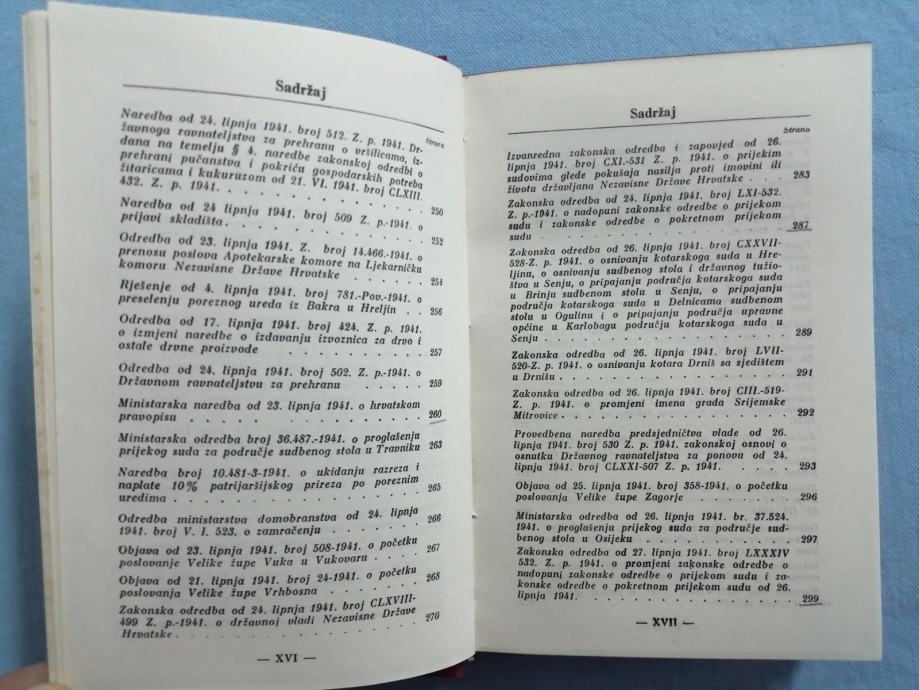 Sadržaj
Strana
Naredba od 24. lipnja 1941. broj 512. Z. p. 1941. Dr-
žavnoga ravnateljstva za prehranu o vršilicama, iz-
dana na temelju § 4. naredbe zakonskoj odredbi o
prehrani pučanstva i pokriću gospodarskih potreba
žitaricama i kukuruzom od 21. VI. 1941. broj CLXIII.
432. Z. p. 1941. . . . . . . . . . . . 250
Naredba od 24 lipnja 1941. broj 509 Z. p.-1941. o
prijavi skladišta. . . . . . . . . . . . 252
Odredba od 23. lipnja 1941. Z. broj 14.466.-1941. o
prenosu poslova Apotekarske komore na Ljekarničku
komoru Nezavisne Države Hrvatske . . . . . 254
Rješenje od 4. lipnja 1941. broj 781.-Pov.-1941. o
preselenju poreznog ureda iz Bakra u Hreljin . . . 256
Odredba od 17. lipnja 1941. broj 424. Z. p. 1941.
o izmjeni naredbe o izdavanju izvoznica za drvo i
ostale drvne proizvode . . . . . . . . 257
Odredba od 24. lipnja 1941. broj 502. Z. p.-1941. o
Državnom ravnateljstvu za prehranu . . . . . 259
Ministarska naredba od 23. lipnja 1941. o hrvatskom
pravopisu . . . . . . . . . . . . 260
Ministarska odredba broj 36.487.-1941. o proglašenju
prijekog suda za područje sudbenog stola u Travniku 263
Naredba broj 10.481-3-1941. o ukidanju razreza i
naplate 10% patrijaršijskog prireza po poreznim
uredima . . . . . . . . . . . . 265
Odredba ministarstva domobranstva od 24. lipnja
1941. broj V. I. 523. o zamračenju . . . . . 266
Objava od 23. lipnja 1941. broj 508-1941. o početku
poslovanja Velike župe Vuka u Vukovaru . . . . 267
Objava od 21. lipnja 1941. broj 24-1941. o početku
poslovanja Velike župe Vrhbosna . . . . . . 268
Zakonska odredba od 24. lipnja 1941. broj CLXVIII-
499 Z. p.-1941. o državnoj vladi Nezavisne Države
Hrvatske . . . . . . . . . . . . 270
— XVI —
Sadržaj
Strana
Izvanredna zakonska odredba i zapovjed od 26.
lipnja 1941. broj CXI.-531 Z. p. 1941. o prijekim
sudovima glede pokušaja nasilja proti imovini ili
života državljana Nezavisne Države Hrvatske . . . 283
Zakonska odredba od 24. lipnja 1941. broj LXI-532.
Z. p.-1941. o nadopuni zakonske odredbe o prijekom
sudu i zakonske odredbe o pokretnom prijekom
sudu . . . . . . . . . . . . . 287
Zakonska odredba od 26. lipnja 1941. broj CXXVII-
528-Z. p. 1941. o osnivanju kotarskoga suda u Hre-
ljinu, o osnivanju sudbenog stola i državnog tužio-
štva u Senju, o pripajanju područja kotarskoga suda
u Brinju sudbenom stolu u Senju, o pripajanju
područja kotarskoga suda u Delnicama sudbenom
stolu u Ogulinu i o pripajanju područja upravne
općine u Karlobagu području kotarskoga suda u
Senju . . . . . . . . . . . . . 289
Zakonska odredba od 26. lipnja 1941. broj LVII-
520-Z. p. 1941. o osnivanju kotara Drniš sa sjedištem
u Drnišu. . . . . . . . . . . . . 291
Zakonska odredba od 26. lipnja 1941. broj CIII.-519-
Z. p. 1941. o promjeni imena grada Srijemske
Mitrovice . . . . . . . . . . . . 292
Provedbena naredba predsjedničtva vlade od 26.
lipnja 1941. broj 530 Z. p. 1941. zakonskoj osnovi o
osnutku Državnog ravnateljstva za ponovu od 24.
lipnja 1941. broj CLXXI-507 Z. p. 1941. . . . . 293
Objava od 25. lipnja 1941. broj 358-1941. o početku
poslovanja Velike župe Zagorje . . . . . . 296
Ministarska odredba od 26. lipnja 1941. br. 37.524.
1941. o proglašenju prijekog suda za područje sud-
benog stola u Osijeku . . . . . . . . 297
Zakonska odredba od 27. lipnja 1941. broj LXXXIV
532. Z. p. 1941. o promjeni zakonske odredbe o
nadopunj zakonske odredbe o prijekom sudu i za-
konske odredbe o pokretnom prijekom sudu od 26.
lipnja 1941. . . . . . . . . . . . 299
— XVII —